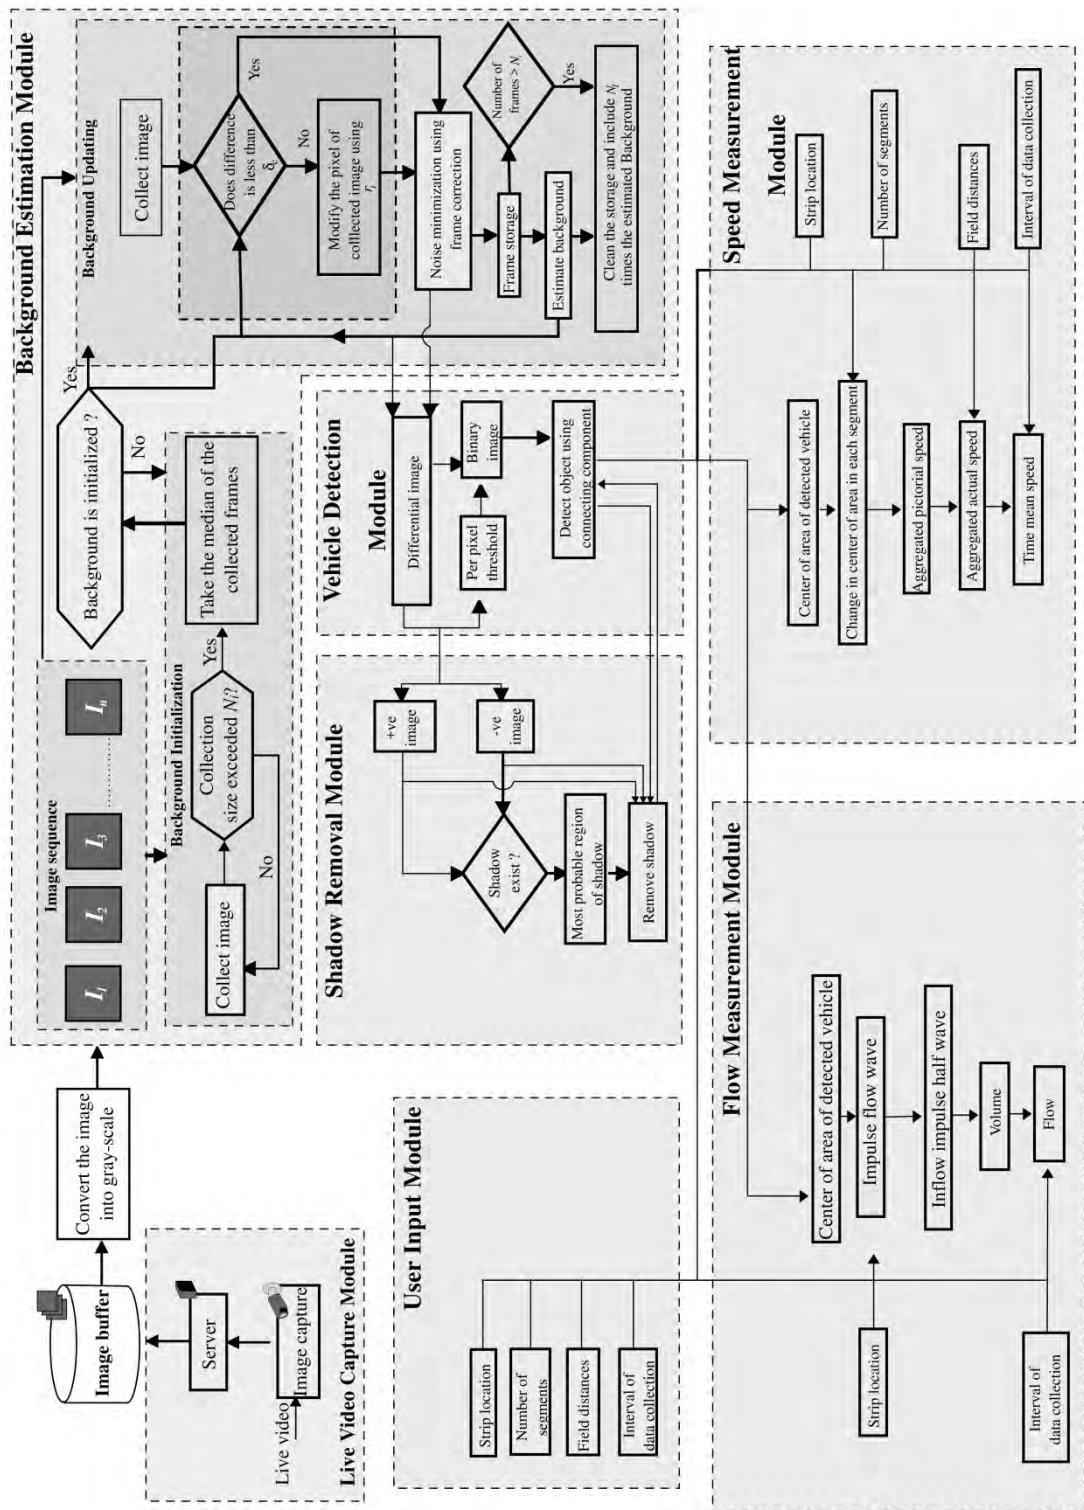 Live video
Image capture
Server
Live Video Capture Module
Image buffer
Convert the image
into gray-scale
Background Estimation Module
Image sequence
I1
I2
I3
In
Background Initialization
Collect image
Collection
size exceeded Ni?
No
Yes
Take the median of the
collected frames
Background is initialized ?
No
Yes
Background Updating
Collect image
Does difference
is less than
δc
Yes
No
Modify the pixel of
colllected image using
Noise minimization using
frame correction
Frame storage
Number of
frames > N
Yes
Estimate background
Clean the storage and include Nj
times the estimated Background
Vehicle Detection
Module
Differential image
Per pixel
threshold
Binary
image
Detect object using
connecting component
Shadow Removal Module
+ve
image
-ve
image
Shadow
exist ?
Most probable region
of shadow
Remove shadow
User Input Module
Strip location
Number of
segments
Field distances
Interval of
data collection
Flow Measurement Module
Center of area of detected vehicle
Impulse flow wave
Inflow impulse half wave
Volume
Flow
Strip location
Interval of
data collection
Speed Measurement
Module
Strip location
Number of segments
Field distances
Interval of data collection
Center of area of detected vehicle
Change in center of area in each segment
Aggregated pictorial speed
Aggregated actual speed
Time mean speed